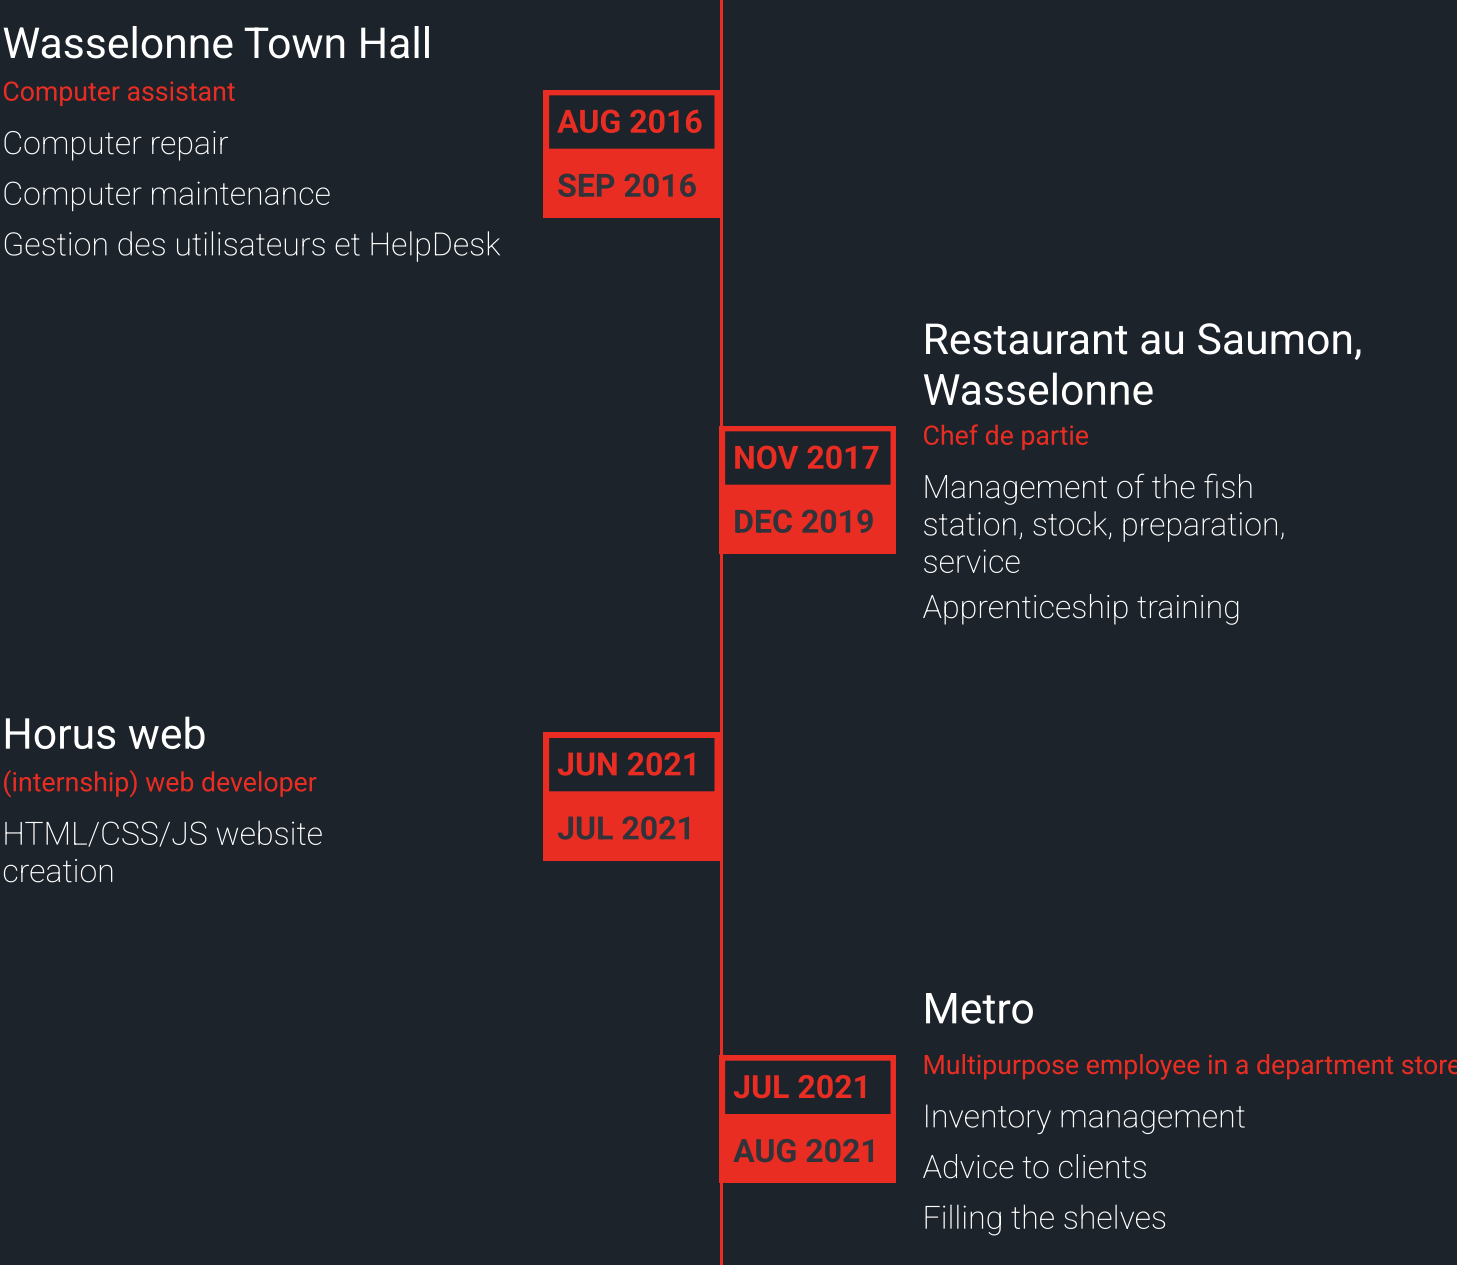 Wasselonne Town Hall
Computer assistant
Computer repair
Computer maintenance
Gestion des utilisateurs et HelpDesk
AUG 2016
SEP 2016
Restaurant au Saumon,
Wasselonne
Chef de partie
Management of the fish
station, stock, preparation,
service
Apprenticeship training
NOV 2017
DEC 2019
Horus web
(internship) web developer
HTML/CSS/JS website
creation
JUN 2021
JUL 2021
Metro
Multipurpose employee in a department store
Inventory management
Advice to clients
Filling the shelves
JUL 2021
AUG 2021